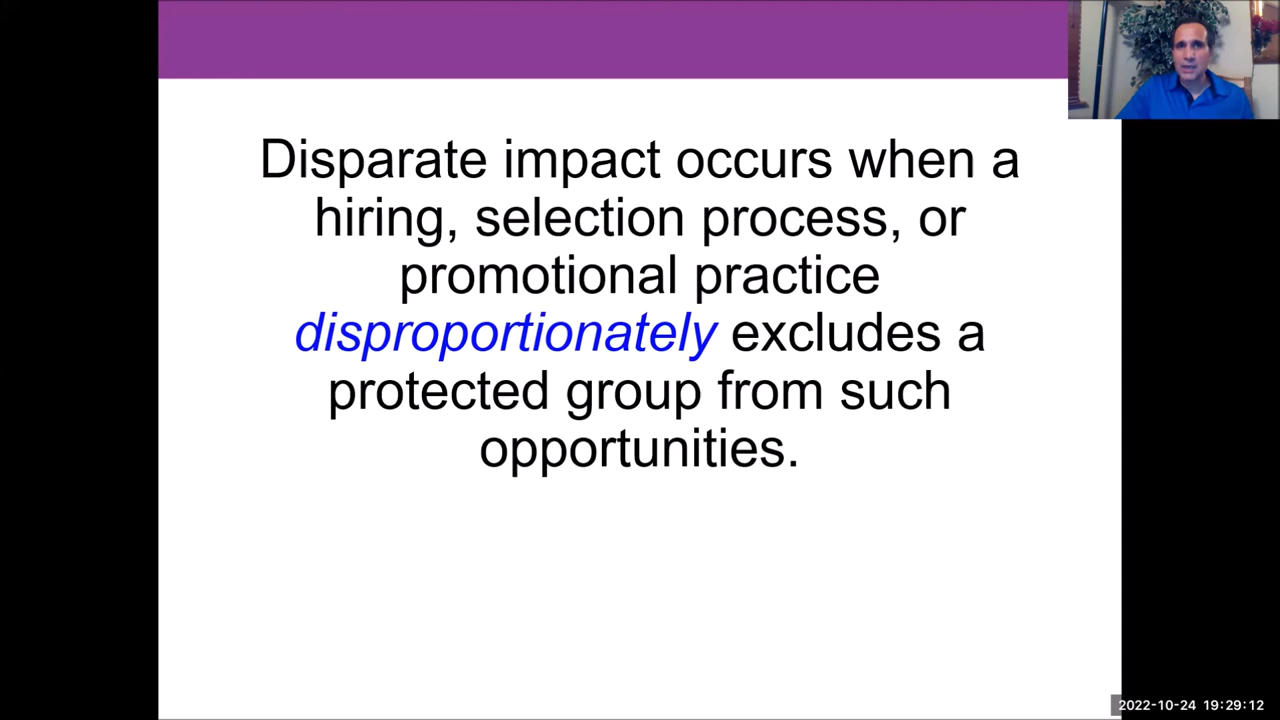 Disparate impact occurs when a
hiring, selection process, or
promotional practice
disproportionately excludes a
protected group from such
opportunities.
2022-10-24 19:29:12